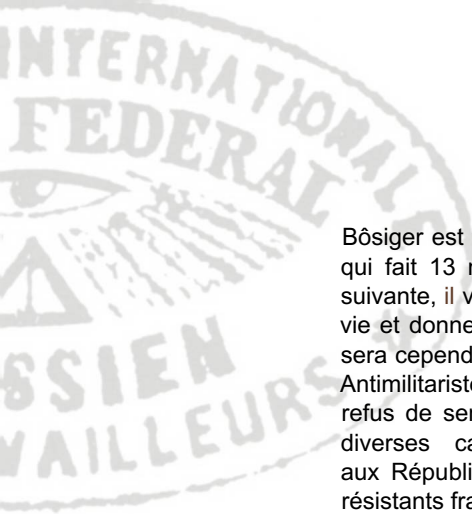 INTERNATIONAL
FEDERAL
SSIEN
VAILLEURS
Bôsiger est
qui fait 13
suivante, il v
vie et donne
sera cepend
Antimilitariste
refus de ser
diverses ca
aux Républi
résistants fra